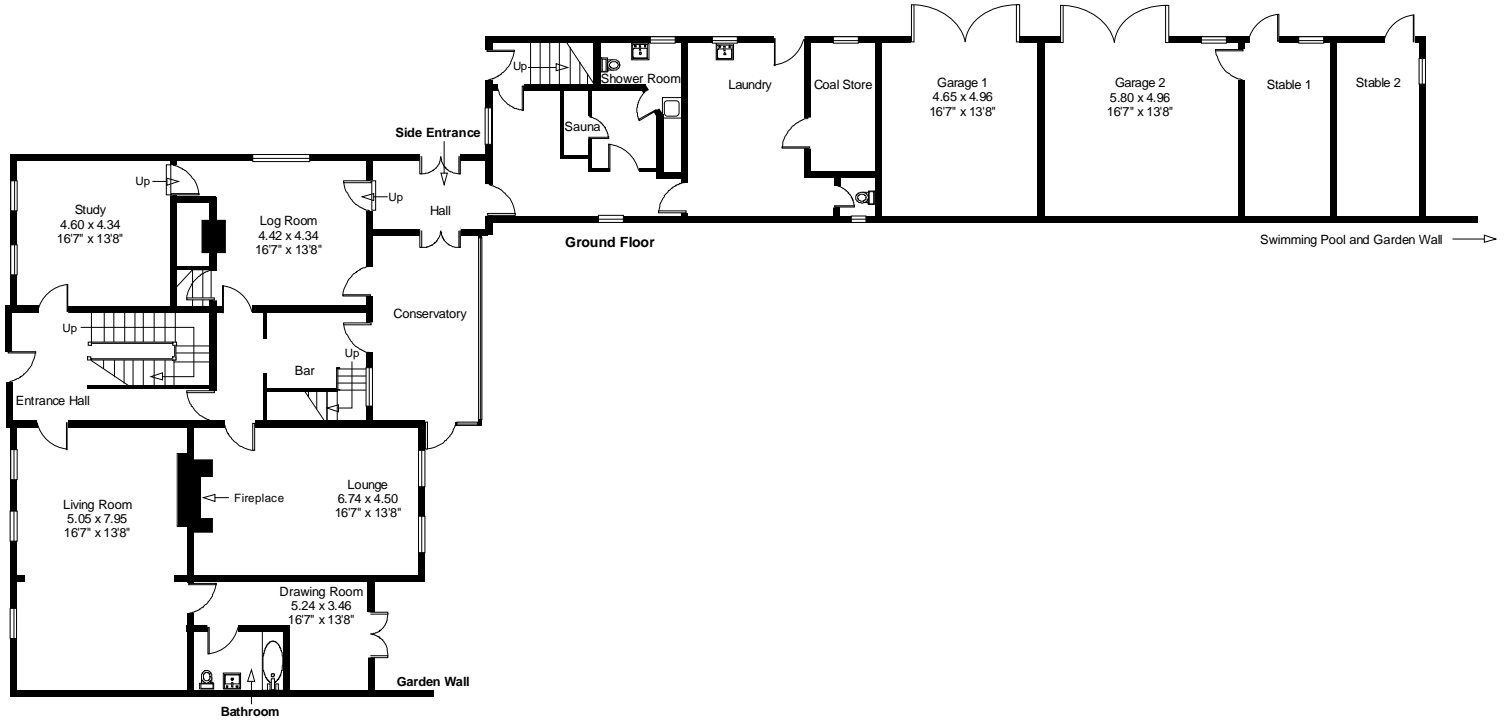 Up
Shower Room
Laundry
Coal Store
Garage 1
4.65 x 4.96
16'7" x 13'8"
Garage 2
5.80 x 4.96
16'7" x 13'8"
Stable 1
Stable 2
Sauna
Side Entrance
Up
Up
Study
4.60 x 4.34
16'7" x 13'8"
Log Room
4.42 x 4.34
16'7" x 13'8"
Hall
Ground Floor
Swimming Pool and Garden Wall
Conservatory
Up
Up
Bar
Entrance Hall
Living Room
5.05 x 7.95
16'7" x 13'8"
Fireplace
Lounge
6.74 x 4.50
16'7" x 13'8"
Drawing Room
5.24 x 3.46
16'7" x 13'8"
Garden Wall
Bathroom